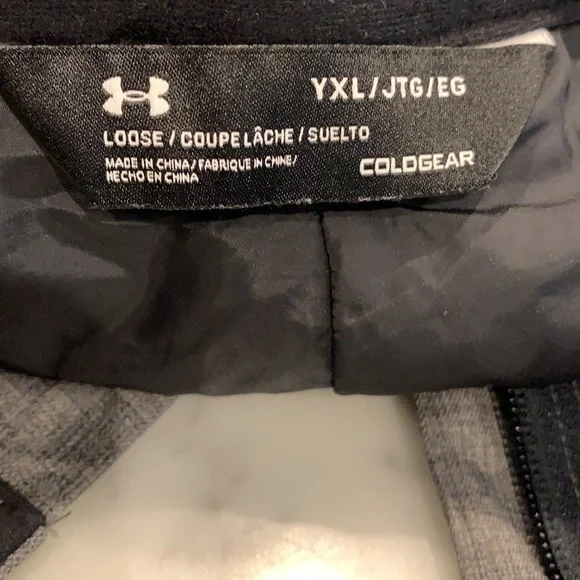 YXL/JTG/EG
LOOSE / COUPE LÂCHE / SUELTO
MADE IN CHINA / FABRIQUE IN CHINE /
HECHO EN CHINA
COLDGEAR